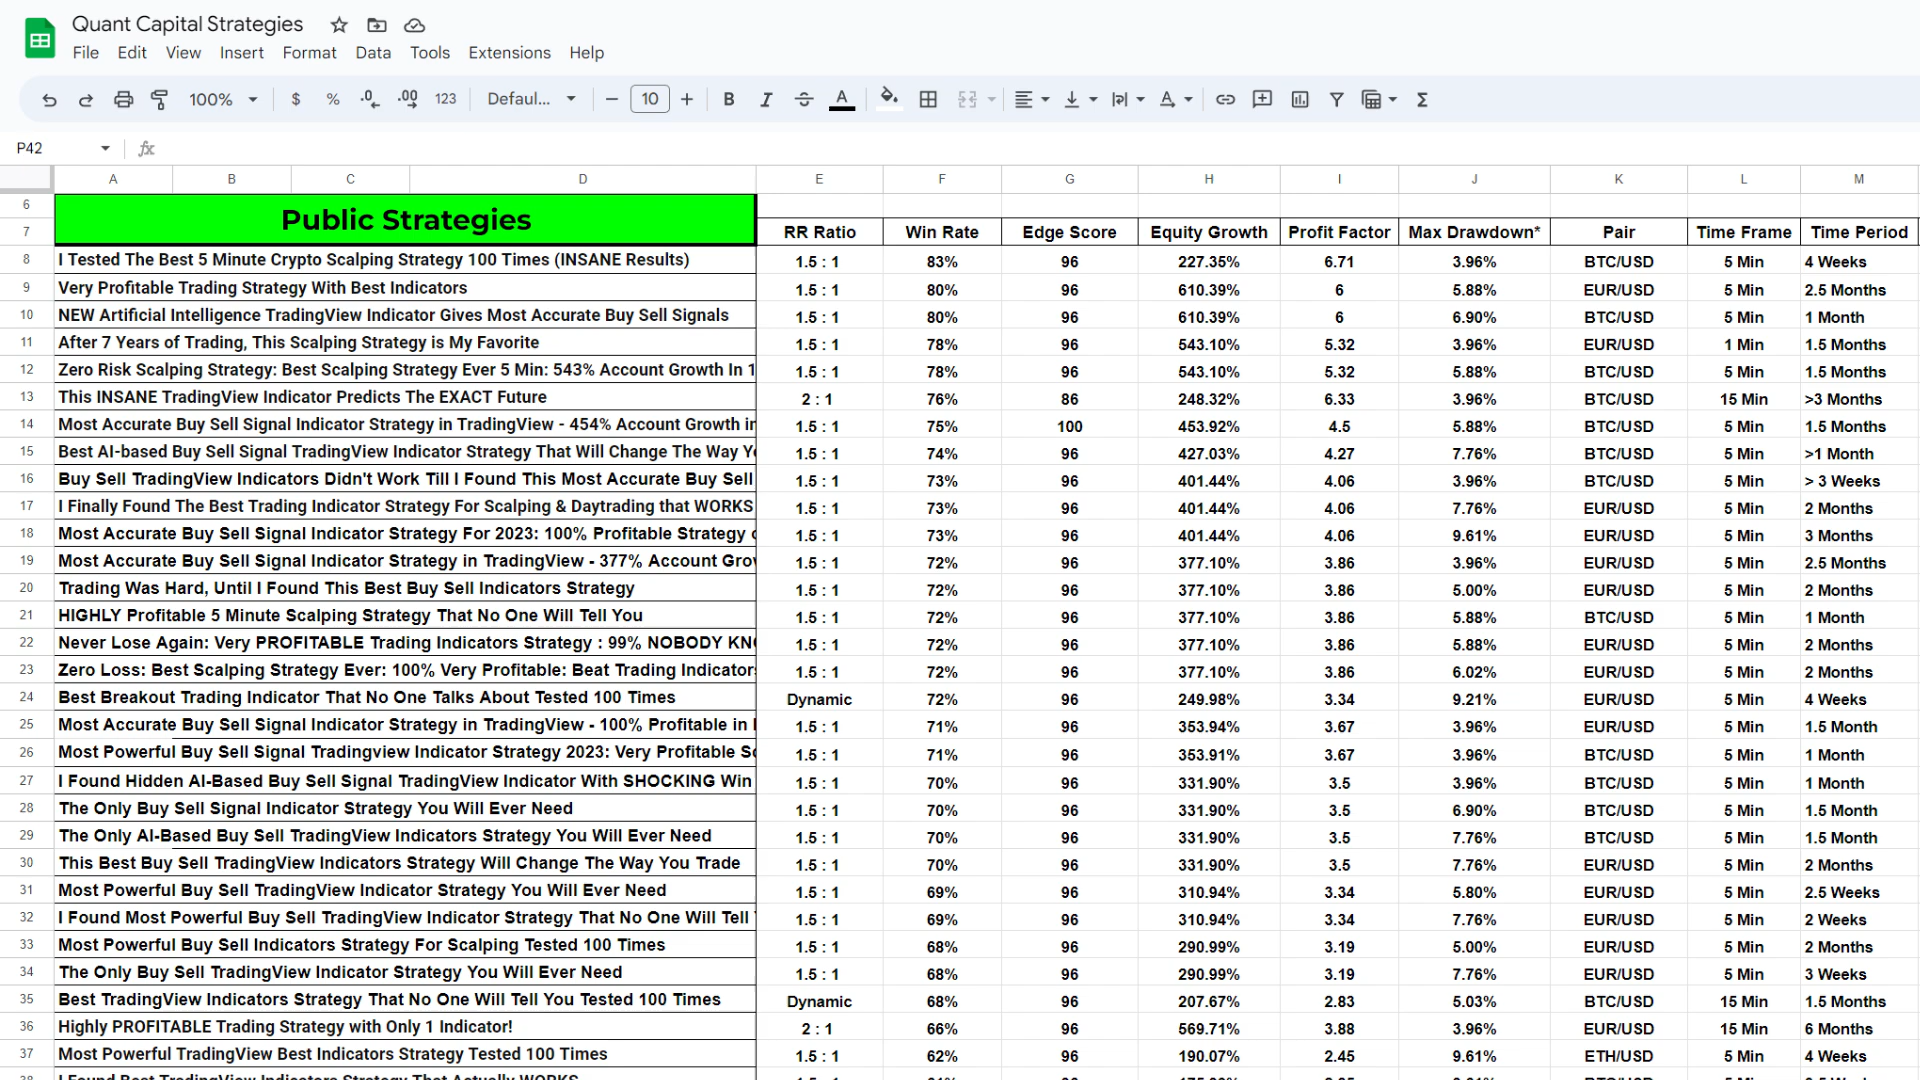 Quant Capital Strategies
File Edit View Insert Format Data Tools Extensions Help
100% $ % .0 .00 123 Defaul... − 10 + B I S A A Σ
P42 fx
A B C D E F G H I J K L M
6 Public Strategies
7 RR Ratio Win Rate Edge Score Equity Growth Profit Factor Max Drawdown* Pair Time Frame Time Period
8 I Tested The Best 5 Minute Crypto Scalping Strategy 100 Times (INSANE Results) 1.5 : 1 83% 96 227.35% 6.71 3.96% BTC/USD 5 Min 4 Weeks
9 Very Profitable Trading Strategy With Best Indicators 1.5 : 1 80% 96 610.39% 6 5.88% EUR/USD 5 Min 2.5 Months
10 NEW Artificial Intelligence TradingView Indicator Gives Most Accurate Buy Sell Signals 1.5 : 1 80% 96 610.39% 6 6.90% BTC/USD 5 Min 1 Month
11 After 7 Years of Trading, This Scalping Strategy is My Favorite 1.5 : 1 78% 96 543.10% 5.32 3.96% EUR/USD 1 Min 1.5 Months
12 Zero Risk Scalping Strategy: Best Scalping Strategy Ever 5 Min: 543% Account Growth In 1 1.5 : 1 78% 96 543.10% 5.32 5.88% BTC/USD 5 Min 1.5 Months
13 This INSANE TradingView Indicator Predicts The EXACT Future 2 : 1 76% 86 248.32% 6.33 3.96% BTC/USD 15 Min >3 Months
14 Most Accurate Buy Sell Signal Indicator Strategy in TradingView - 454% Account Growth in 1.5 : 1 75% 100 453.92% 4.5 5.88% BTC/USD 5 Min 1.5 Months
15 Best AI-based Buy Sell Signal TradingView Indicator Strategy That Will Change The Way 1.5 : 1 74% 96 427.03% 4.27 7.76% BTC/USD 5 Min >1 Month
16 Buy Sell TradingView Indicators Didn't Work Till I Found This Most Accurate Buy Sell 1.5 : 1 73% 96 401.44% 4.06 3.96% BTC/USD 5 Min > 3 Weeks
17 I Finally Found The Best Trading Indicator Strategy For Scalping & Daytrading that WORKS 1.5 : 1 73% 96 401.44% 4.06 7.76% EUR/USD 5 Min 2 Months
18 Most Accurate Buy Sell Signal Indicator Strategy For 2023: 100% Profitable Strategy 1.5 : 1 73% 96 401.44% 4.06 9.61% EUR/USD 5 Min 3 Months
19 Most Accurate Buy Sell Signal Indicator Strategy in TradingView - 377% Account Gro 1.5 : 1 72% 96 377.10% 3.86 3.96% EUR/USD 5 Min 2.5 Months
20 Trading Was Hard, Until I Found This Best Buy Sell Indicators Strategy 1.5 : 1 72% 96 377.10% 3.86 5.00% EUR/USD 5 Min 2 Months
21 HIGHLY Profitable 5 Minute Scalping Strategy That No One Will Tell You 1.5 : 1 72% 96 377.10% 3.86 5.88% BTC/USD 5 Min 1 Month
22 Never Lose Again: Very PROFITABLE Trading Indicators Strategy : 99% NOBODY KN 1.5 : 1 72% 96 377.10% 3.86 5.88% EUR/USD 5 Min 2 Months
23 Zero Loss: Best Scalping Strategy Ever: 100% Very Profitable: Beat Trading Indicator 1.5 : 1 72% 96 377.10% 3.86 6.02% EUR/USD 5 Min 2 Months
24 Best Breakout Trading Indicator That No One Talks About Tested 100 Times Dynamic 72% 96 249.98% 3.34 9.21% EUR/USD 5 Min 4 Weeks
25 Most Accurate Buy Sell Signal Indicator Strategy in TradingView - 100% Profitable in 1.5 : 1 71% 96 353.94% 3.67 3.96% EUR/USD 5 Min 1.5 Month
26 Most Powerful Buy Sell Signal Tradingview Indicator Strategy 2023: Very Profitable 1.5 : 1 71% 96 353.91% 3.67 3.96% BTC/USD 5 Min 1 Month
27 I Found Hidden AI-Based Buy Sell Signal TradingView Indicator With SHOCKING Win 1.5 : 1 70% 96 331.90% 3.5 3.96% BTC/USD 5 Min 1 Month
28 The Only Buy Sell Signal Indicator Strategy You Will Ever Need 1.5 : 1 70% 96 331.90% 3.5 6.90% BTC/USD 5 Min 1.5 Month
29 The Only AI-Based Buy Sell TradingView Indicators Strategy You Will Ever Need 1.5 : 1 70% 96 331.90% 3.5 7.76% BTC/USD 5 Min 1.5 Month
30 This Best Buy Sell TradingView Indicators Strategy Will Change The Way You Trade 1.5 : 1 70% 96 331.90% 3.5 7.76% EUR/USD 5 Min 2 Months
31 Most Powerful Buy Sell TradingView Indicator Strategy You Will Ever Need 1.5 : 1 69% 96 310.94% 3.34 5.80% EUR/USD 5 Min 2.5 Weeks
32 I Found Most Powerful Buy Sell TradingView Indicator Strategy That No One Will Tell 1.5 : 1 69% 96 310.94% 3.34 7.76% EUR/USD 5 Min 2 Weeks
33 Most Powerful Buy Sell Indicators Strategy For Scalping Tested 100 Times 1.5 : 1 68% 96 290.99% 3.19 5.00% EUR/USD 5 Min 2 Months
34 The Only Buy Sell TradingView Indicator Strategy You Will Ever Need 1.5 : 1 68% 96 290.99% 3.19 7.76% EUR/USD 5 Min 3 Weeks
35 Best TradingView Indicators Strategy That No One Will Tell You Tested 100 Times Dynamic 68% 96 207.67% 2.83 5.03% BTC/USD 15 Min 1.5 Months
36 Highly PROFITABLE Trading Strategy with Only 1 Indicator! 2 : 1 66% 96 569.71% 3.88 3.96% EUR/USD 15 Min 6 Months
37 Most Powerful TradingView Best Indicators Strategy Tested 100 Times 1.5 : 1 62% 96 190.07% 2.45 9.61% ETH/USD 5 Min 4 Weeks
I Found Best TradingView Indicators Strategy That Actually WORKS